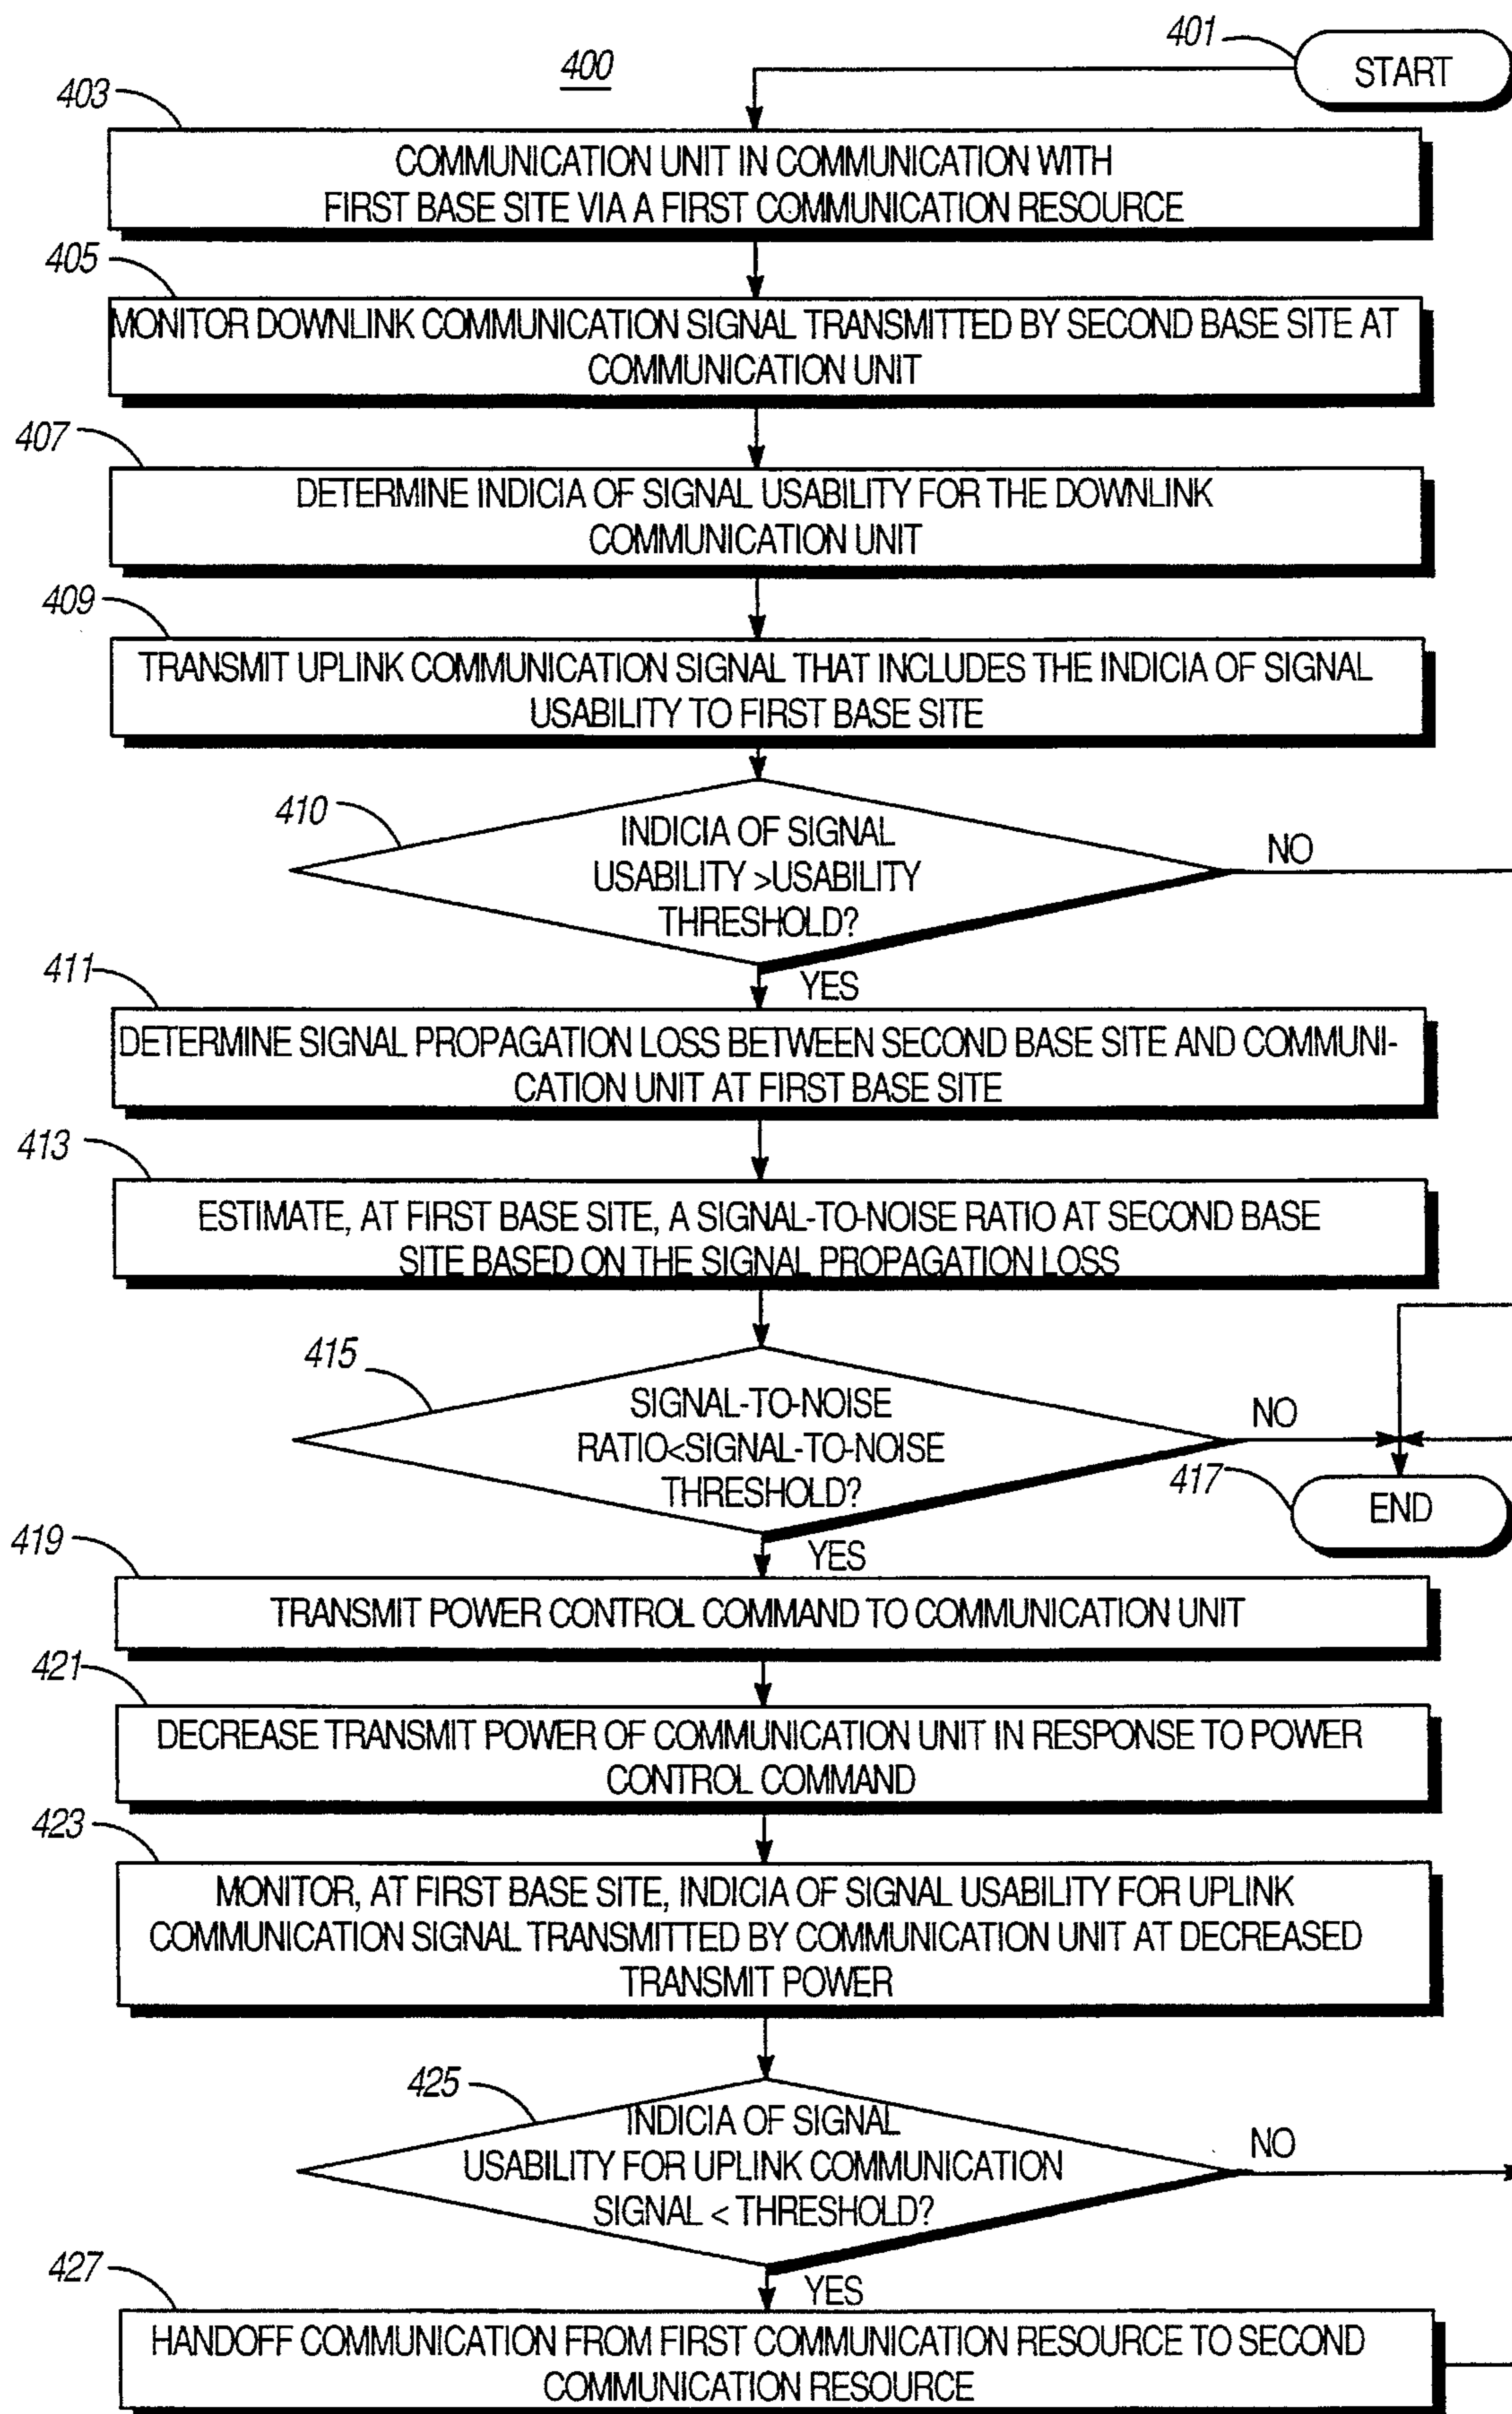 400
401
START
403
COMMUNICATION UNIT IN COMMUNICATION WITH
FIRST BASE SITE VIA A FIRST COMMUNICATION RESOURCE
405
MONITOR DOWNLINK COMMUNICATION SIGNAL TRANSMITTED BY SECOND BASE SITE AT
COMMUNICATION UNIT
407
DETERMINE INDICIA OF SIGNAL USABILITY FOR THE DOWNLINK
COMMUNICATION UNIT
409
TRANSMIT UPLINK COMMUNICATION SIGNAL THAT INCLUDES THE INDICIA OF SIGNAL
USABILITY TO FIRST BASE SITE
410
INDICIA OF SIGNAL
USABILITY >USABILITY
THRESHOLD?
NO
YES
411
DETERMINE SIGNAL PROPAGATION LOSS BETWEEN SECOND BASE SITE AND COMMUNI-
CATION UNIT AT FIRST BASE SITE
413
ESTIMATE, AT FIRST BASE SITE, A SIGNAL-TO-NOISE RATIO AT SECOND BASE
SITE BASED ON THE SIGNAL PROPAGATION LOSS
415
SIGNAL-TO-NOISE
RATIO<SIGNAL-TO-NOISE
THRESHOLD?
NO
417
END
YES
419
TRANSMIT POWER CONTROL COMMAND TO COMMUNICATION UNIT
421
DECREASE TRANSMIT POWER OF COMMUNICATION UNIT IN RESPONSE TO POWER
CONTROL COMMAND
423
MONITOR, AT FIRST BASE SITE, INDICIA OF SIGNAL USABILITY FOR UPLINK
COMMUNICATION SIGNAL TRANSMITTED BY COMMUNICATION UNIT AT DECREASED
TRANSMIT POWER
425
INDICIA OF SIGNAL
USABILITY FOR UPLINK COMMUNICATION
SIGNAL < THRESHOLD?
NO
YES
427
HANDOFF COMMUNICATION FROM FIRST COMMUNICATION RESOURCE TO SECOND
COMMUNICATION RESOURCE